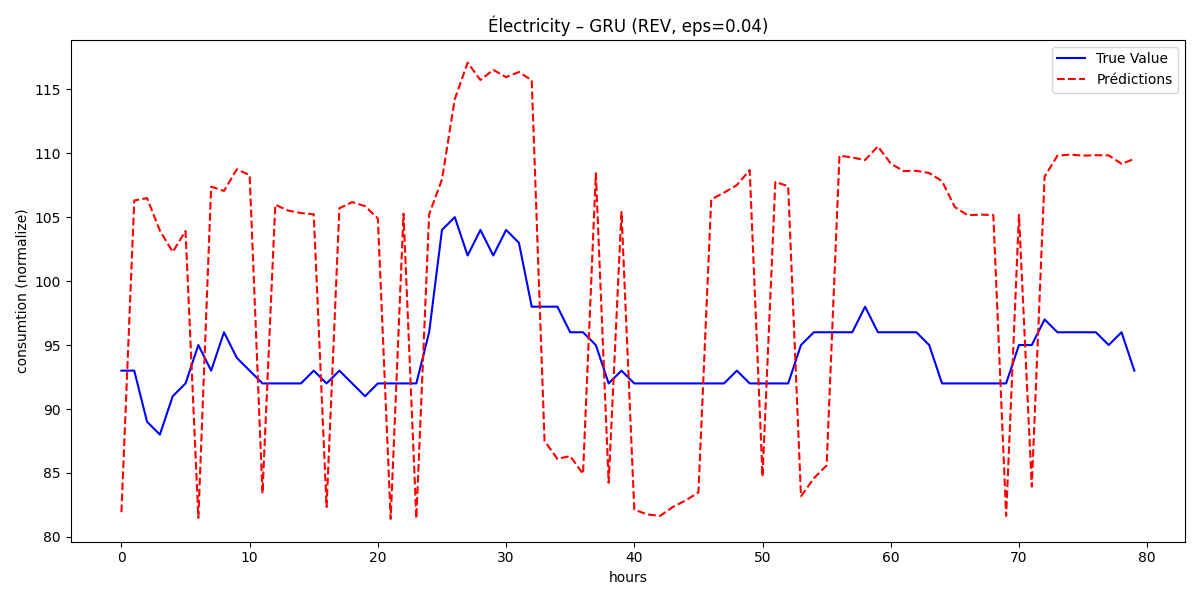 Électricity – GRU (REV, eps=0.04)
True Value
Prédictions
consumtion (normalize)
115
110
105
100
95
90
85
80
0 10 20 30 40 50 60 70 80
hours